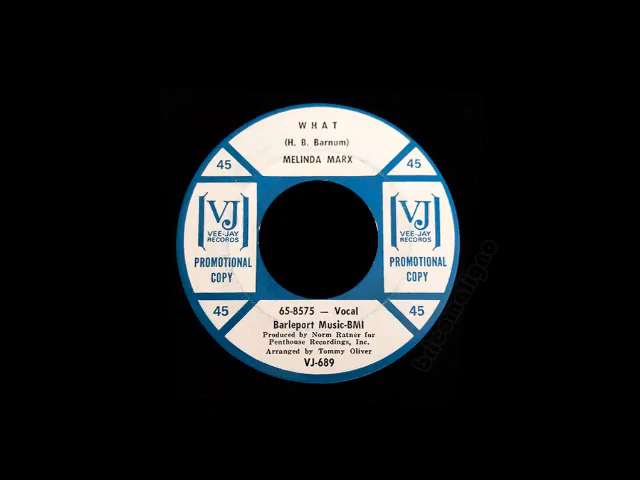 WHAT
(H. B. Barnum)
MELINDA MARX
45
45
VJ
VEE-JAY
RECORDS
PROMOTIONAL
COPY
VJ
VEE-JAY
RECORDS
PROMOTIONAL
COPY
45
45
65-8575 — Vocal
Barleport Music-BMI
Produced by Norm Ratner for
Penthouse Recordings, Inc.
Arranged by Tommy Oliver
VJ-689